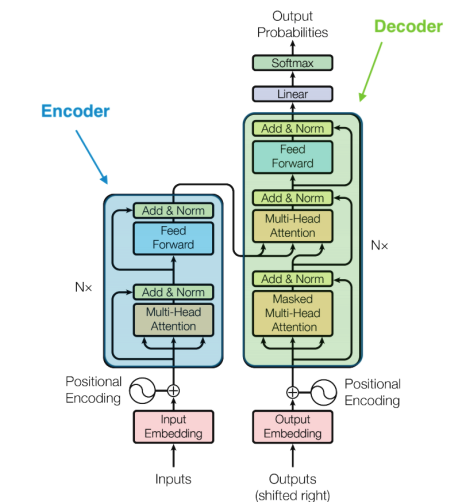 Output
Probabilities
Decoder
Softmax
Linear
Encoder
Add & Norm
Feed
Forward
Add & Norm
Add & Norm
Multi-Head
Attention
Feed
Forward
Nx
Nx
Add & Norm
Add & Norm
Multi-Head
Attention
Masked
Multi-Head
Attention
Positional
Encoding
Positional
Encoding
Input
Embedding
Output
Embedding
Inputs
Outputs
(shifted right)